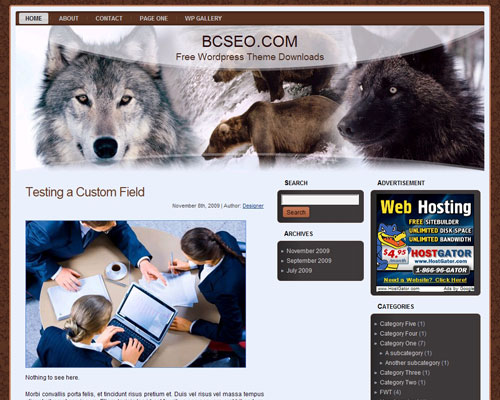 HOME ABOUT CONTACT PAGE ONE WP GALLERY
BCSEO.COM
Free Wordpress Theme Downloads
Testing a Custom Field
November 8th, 2009 | Author: Designer
Nothing to see here.
Morbi convallis porta felis, et tincidunt risus pretium et. Duis vel risus vel massa tempus
SEARCH
Search
ARCHIVES
November 2009
September 2009
July 2009
ADVERTISEMENT
Web Hosting
FREE SITEBUILDER
UNLIMITED DISK-SPACE
UNLIMITED BANDWIDTH
$4.95
HOSTGATOR
www.HostGator.com
1-866-96-GATOR
Need a Website? Click Here!
www.HostGator.com Ads by Google
CATEGORIES
Category Five (1)
Category Four (1)
Category One (7)
A subcategory (1)
Another subcategory (1)
Category Three (1)
Category Two (1)
FWT (1)